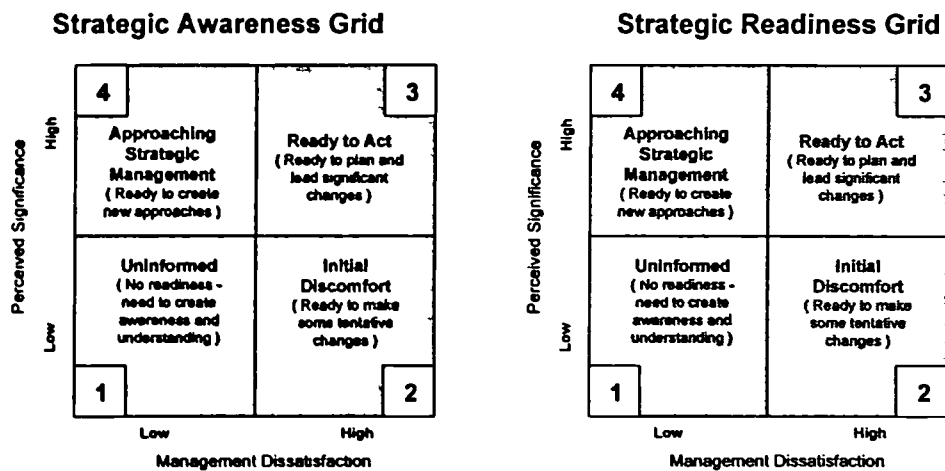 Strategic Awareness Grid
4
3
High
Approaching
Strategic
Management
( Ready to create
new approaches )
Ready to Act
( Ready to plan and
lead significant
changes )
Perceived Significance
Uninformed
( No readiness -
need to create
awareness and
understanding )
Initial
Discomfort
( Ready to make
some tentative
changes )
Low
1
2
Low
High
Management Dissatisfaction
Strategic Readiness Grid
4
3
High
Approaching
Strategic
Management
( Ready to create
new approaches )
Ready to Act
( Ready to plan and
lead significant
changes )
Perceived Significance
Uninformed
( No readiness -
need to create
awareness and
understanding )
Initial
Discomfort
( Ready to make
some tentative
changes )
Low
1
2
Low
High
Management Dissatisfaction